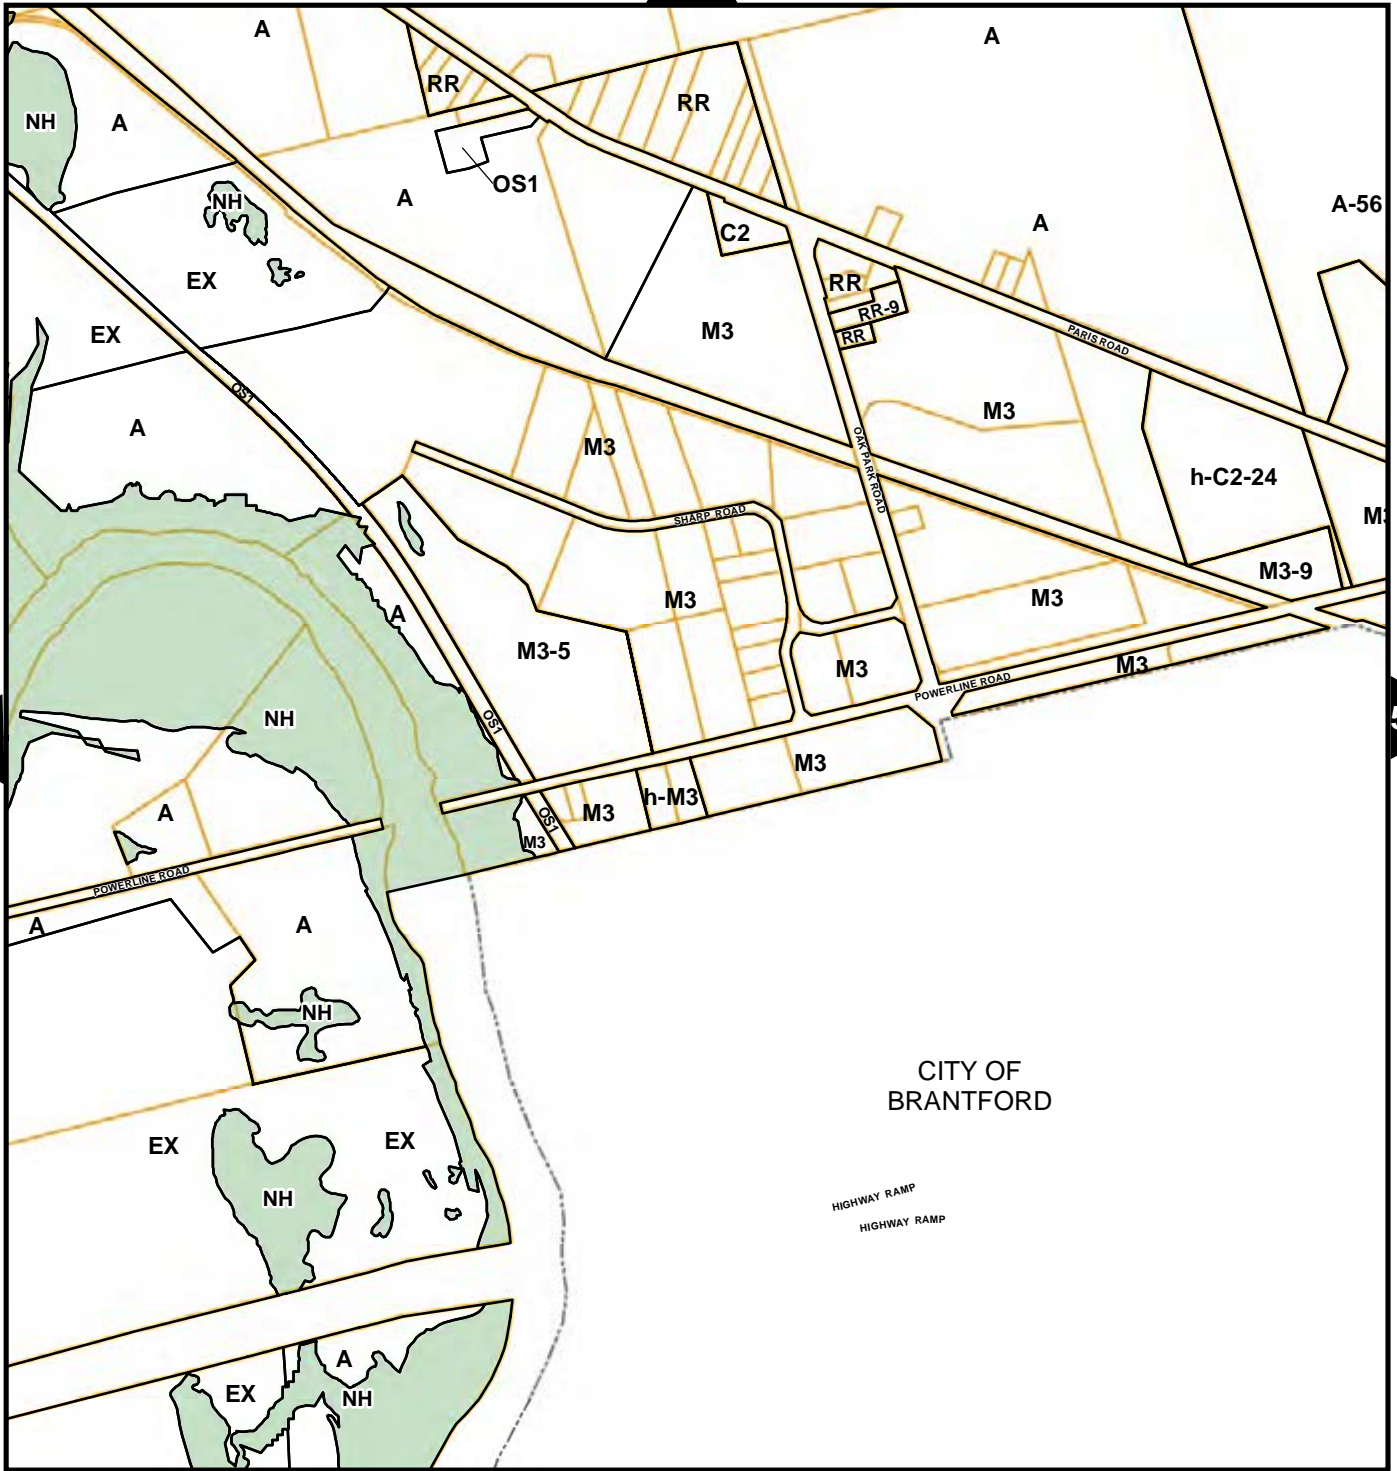 A
A
RR
RR
NH
A
OS1
A
NH
A-56
A
C2
EX
RR
RR-9
M3
EX
RR
PARIS ROAD
OS1
M3
A
M3
OAK PARK ROAD
h-C2-24
SHARP ROAD
M3-9
M3
M3
A
M3-5
M3
M3
POWERLINE ROAD
NH
OS1
M3
h-M3
A
M3
OS1
M3
POWERLINE ROAD
A
A
NH
CITY OF
BRANTFORD
EX
EX
NH
HIGHWAY RAMP
HIGHWAY RAMP
A
EX
NH